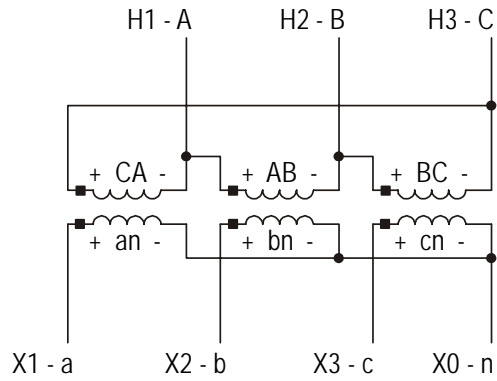 H1 - A H2 - B H3 - C
+ CA - + AB - + BC -
+ an - + bn - + cn -
X1 - a X2 - b X3 - c X0 - n